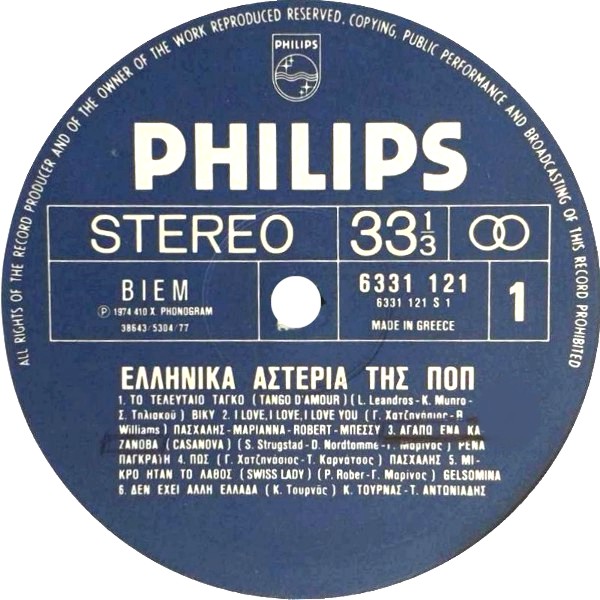 ALL RIGHTS OF THE RECORD PRODUCER AND OF THE OWNER OF THE WORK REPRODUCED RESERVED. COPYING, PUBLIC PERFORMANCE AND BROADCASTING OF THIS RECORD PROHIBITED
PHILIPS
PHILIPS
STEREO 33 1/3
BIEM 6331 121 1
6331 121 S 1
Ⓟ 1974 410 X. PHONOGRAM
38643/5304/77 MADE IN GREECE
ΕΛΛΗΝΙΚΑ ΑΣΤΕΡΙΑ ΤΗΣ ΠΟΠ
1. ΤΟ ΤΕΛΕΥΤΑΙΟ ΤΑΓΚΟ (TANGO D'AMOUR) (L. Leandros - K. Munro -
Σ. Τηλιακού) ΒΙΚΥ 2. I LOVE, I LOVE, I LOVE YOU (Γ. Χατζηνάσιος -
Williams) ΠΑΣΧΑΛΗΣ - ΜΑΡΙΑΝΝΑ - ROBERT - ΜΠΕΣΣΥ 3. ΑΓΑΠΩ ΕΝΑ ΚΑ
ΖΑΝΟΒΑ (CASANOVA) (S. Strugstad - D. Nordtomme - Γ. Μαρίνος) ΡΕΝΑ
ΠΑΓΚΡΑΤΗ 4. ΠΩΣ (Γ. Χατζηνάσιος - Τ. Καρνάτσος) ΠΑΣΧΑΛΗΣ 5. ΜΙ-
ΚΡΟ ΗΤΑΝ ΤΟ ΛΑΘΟΣ (SWISS LADY) (P. Rober - Γ. Μαρίνος) GELSOMINA
6. ΔΕΝ ΕΧΕΙ ΑΛΛΗ ΕΛΛΑΔΑ (Κ. Τουρνάς) Κ. ΤΟΥΡΝΑΣ - Τ. ΑΝΤΩΝΙΑΔΗΣ